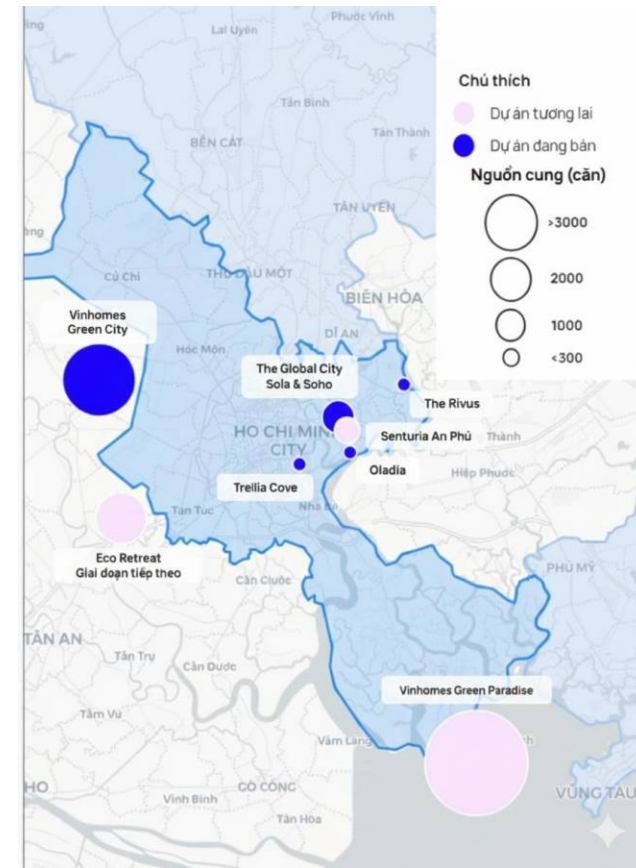 Phước Vĩnh
Lai Uyên
Tân Bình
Tân Thành
BẾN CÁT
TÂN UYÊN
Củ Chi
THỦ DẦU MỘT
BIÊN HÒA
DĨ AN
Hóc Môn
Chú thích
Dự án tương lai
Dự án đang bán
Nguồn cung (căn)
>3000
2000
1000
<300
Vinhomes
Green City
The Global City
Sola & Soho
The Rivus
HO CHI MINH
CITY
Senturia An Phú
Thành
Oladia
Hiệp Phước
Trellia Cove
Tân Túc
Nhà Bè
Eco Retreat
Giai đoạn tiếp theo
Cần Giuộc
PHÚ MỸ
TÂN AN
Tân Trụ
Cần Đước
Vinhomes Green Paradise
Tầm Vu
Vàm Láng
GÒ CÔNG
Vĩnh Bình
Tân Hòa
VŨNG TÀU
HO